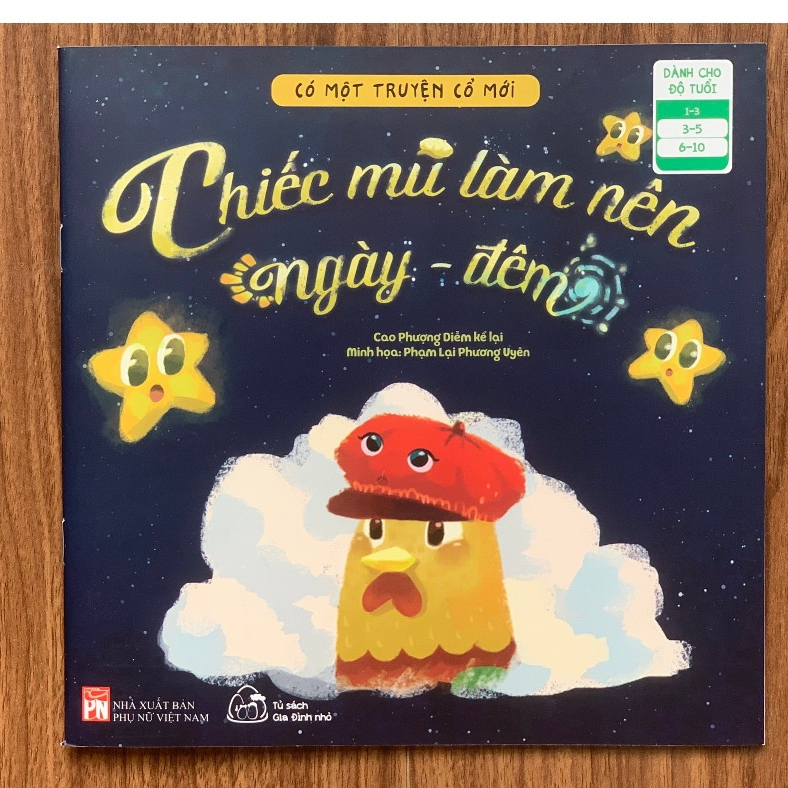 CÓ MỘT TRUYỆN CỔ MỚI
DÀNH CHO
ĐỘ TUỔI
1-3
3-5
6-10
Chiếc mũ làm nên
ngày - đêm
Cao Phượng Diễm kể lại
Minh họa: Phạm Lại Phương Uyên
PN
NHÀ XUẤT BẢN
PHỤ NỮ VIỆT NAM
Tủ sách
Gia Đình nhỏ